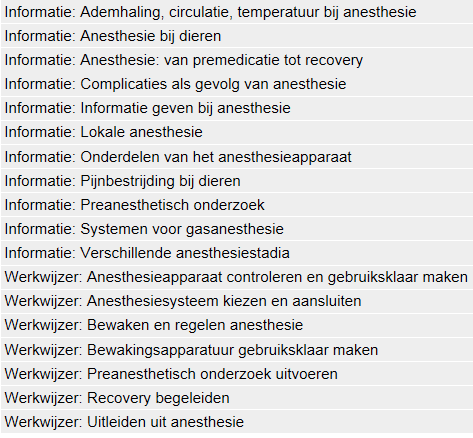 Informatie: Ademhaling, circulatie, temperatuur bij anesthesie
Informatie: Anesthesie bij dieren
Informatie: Anesthesie: van premedicatie tot recovery
Informatie: Complicaties als gevolg van anesthesie
Informatie: Informatie geven bij anesthesie
Informatie: Lokale anesthesie
Informatie: Onderdelen van het anesthesieapparaat
Informatie: Pijnbestrijding bij dieren
Informatie: Preanesthetisch onderzoek
Informatie: Systemen voor gasanesthesie
Informatie: Verschillende anesthesiestadia
Werkwijzer: Anesthesieapparaat controleren en gebruiksklaar maken
Werkwijzer: Anesthesiesysteem kiezen en aansluiten
Werkwijzer: Bewaken en regelen anesthesie
Werkwijzer: Bewakingsapparatuur gebruiksklaar maken
Werkwijzer: Preanesthetisch onderzoek uitvoeren
Werkwijzer: Recovery begeleiden
Werkwijzer: Uitleiden uit anesthesie